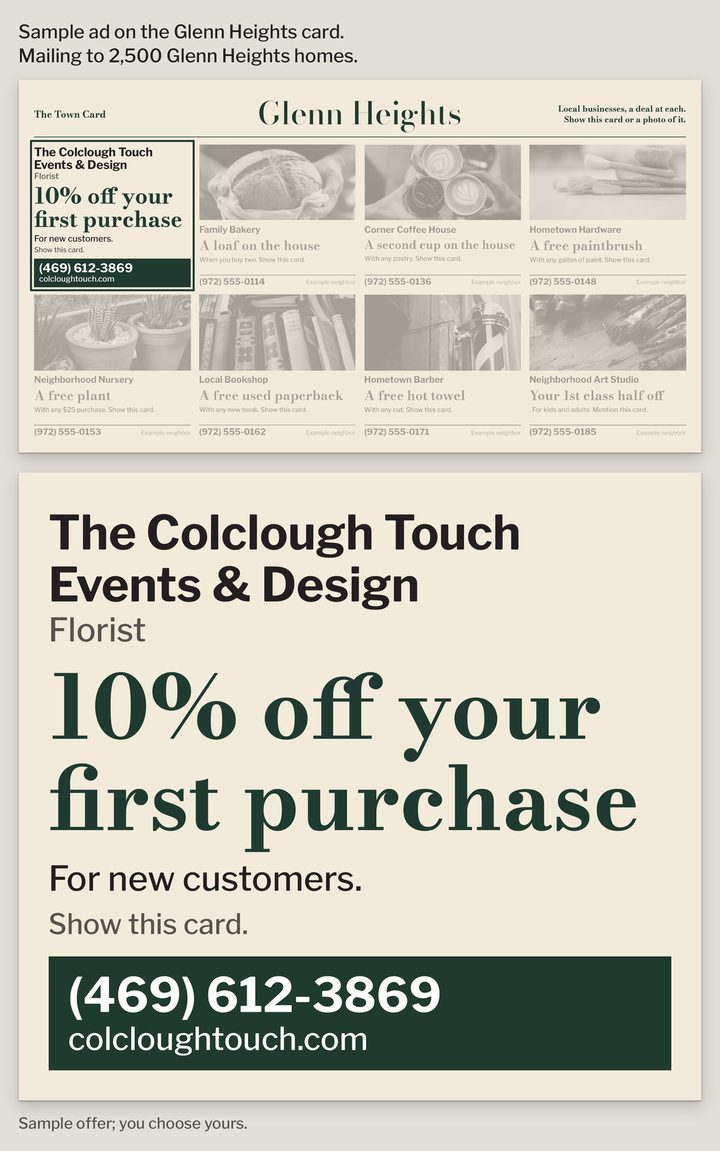 Sample ad on the Glenn Heights card.
Mailing to 2,500 Glenn Heights homes.
The Town Card
Glenn Heights
Local businesses, a deal at each.
Show this card or a photo of it.
The Colclough Touch
Events & Design
Florist
10% off your
first purchase
For new customers.
Show this card.
(469) 612-3869
colcloughtouch.com
Family Bakery
A loaf on the house
When you buy two. Show this card.
(972) 555-0114
Example neighbor
Corner Coffee House
A second cup on the house
With any pastry. Show this card.
(972) 555-0136
Example neighbor
Hometown Hardware
A free paintbrush
With any gallon of paint. Show this card.
(972) 555-0148
Example neighbor
Neighborhood Nursery
A free plant
With any $25 purchase. Show this card.
(972) 555-0153
Example neighbor
Local Bookshop
A free used paperback
With any new book. Show this card.
(972) 555-0162
Example neighbor
Hometown Barber
A free hot towel
With any cut. Show this card.
(972) 555-0171
Example neighbor
Neighborhood Art Studio
Your 1st class half off
For kids and adults. Mention this card.
(972) 555-0185
Example neighbor
The Colclough Touch
Events & Design
Florist
10% off your
first purchase
For new customers.
Show this card.
(469) 612-3869
colcloughtouch.com
Sample offer; you choose yours.